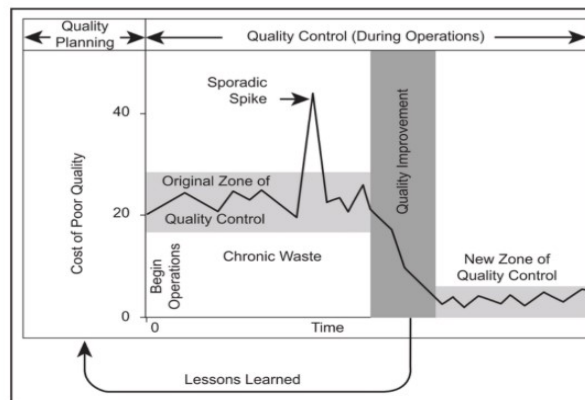 Quality
Planning
Quality Control (During Operations)
Sporadic
Spike
40
Original Zone of
Quality Control
20
Cost of Poor Quality
Begin
Operations
Chronic Waste
Quality Improvement
New Zone of
Quality Control
0
0
Time
Lessons Learned